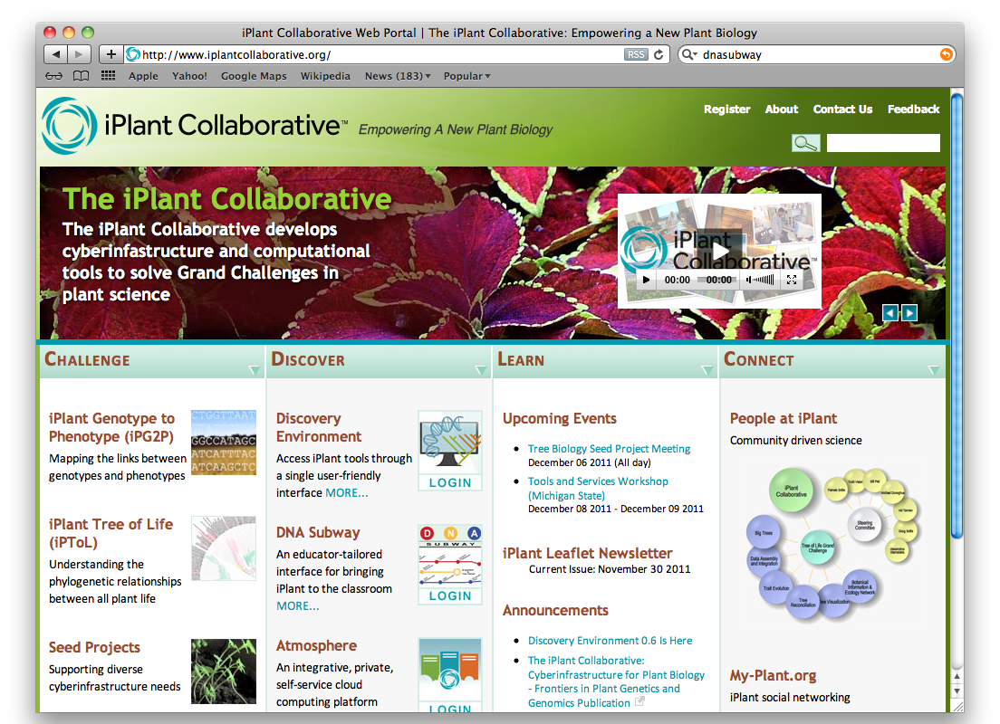 iPlant Collaborative Web Portal | The iPlant Collaborative: Empowering a New Plant Biology
http://www.iplantcollaborative.org/
RSS
dnasubway
Apple
Yahoo!
Google Maps
Wikipedia
News (183)
Popular
iPlant Collaborative™
Empowering A New Plant Biology
Register
About
Contact Us
Feedback
The iPlant Collaborative
The iPlant Collaborative develops
cyberinfastructure and computational
tools to solve Grand Challenges in
plant science
iPlant
Collaborative™
00:00
00:00
CHALLENGE
iPlant Genotype to
Phenotype (iPG2P)
Mapping the links between
genotypes and phenotypes
CTGGTTAAT
GGCCATAGC
ATCATTTAC
ATCAAGCTC
iPlant Tree of Life
(iPToL)
Understanding the
phylogenetic relationships
between all plant life
Seed Projects
Supporting diverse
cyberinfrastructure needs
DISCOVER
Discovery
Environment
Access iPlant tools through
a single user-friendly
interface MORE...
LOGIN
DNA Subway
An educator-tailored
interface for bringing
iPlant to the classroom
MORE...
D N A
SUBWAY
LOGIN
Atmosphere
An integrative, private,
self-service cloud
computing platform
LOGIN
LEARN
Upcoming Events
Tree Biology Seed Project Meeting
December 06 2011 (All day)
Tools and Services Workshop
(Michigan State)
December 08 2011 - December 09 2011
iPlant Leaflet Newsletter
Current Issue: November 30 2011
Announcements
Discovery Environment 0.6 Is Here
The iPlant Collaborative:
Cyberinfrastructure for Plant Biology
- Frontiers in Plant Genetics and
Genomics Publication
CONNECT
People at iPlant
Community driven science
iPlant
Collaborative
Pamela Soltis
Steering
Committee
Tree of Life Grand
Challenge
Big Trees
Data Assembly
and Integration
Trait Evolution
Tree
Reconciliation
Tree Visualization
Botanical
Information &
Ecology Network
Michael Donoghue
Val Tannen
Doug Soltis
My-Plant.org
iPlant social networking